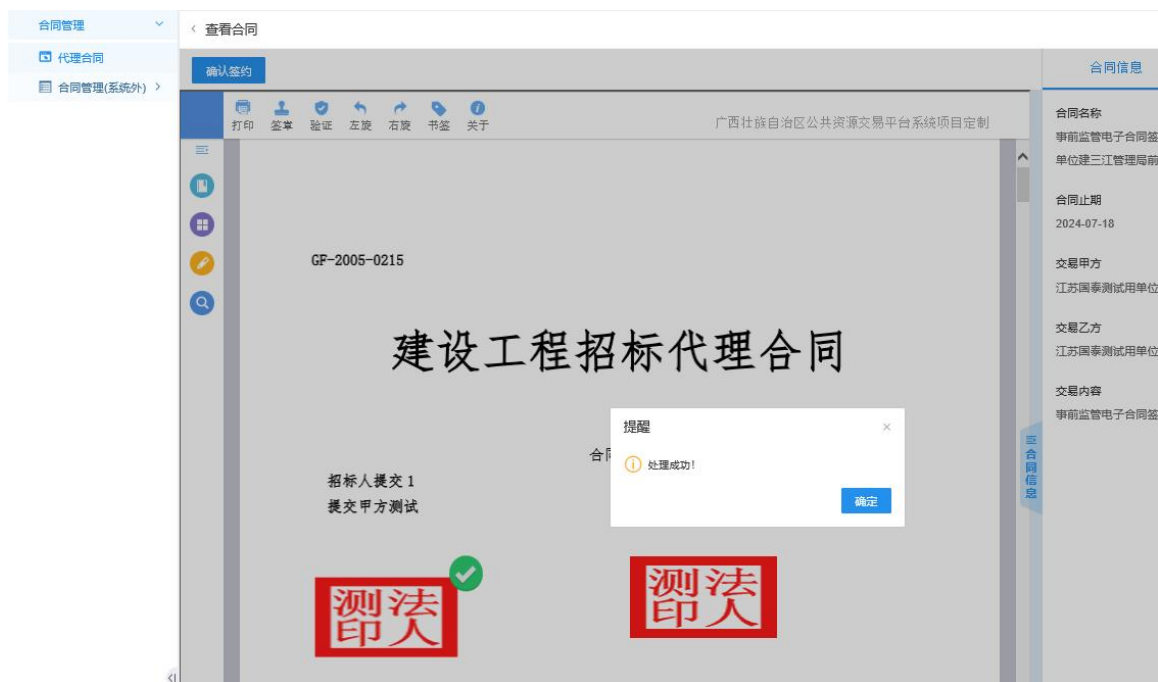 合同管理
代理合同
合同管理(系统外)
查看合同
确认签约
打印 签章 验证 左旋 右旋 书签 关于
广西壮族自治区公共资源交易平台系统项目定制
GF-2005-0215
建设工程招标代理合同
合同
招标人提交 1
提交甲方测试
提醒
处理成功!
确定
测法
印人
测法
印人
合同信息
合同信息
合同名称
事前监管电子合同签
单位建三江管理局前
合同止期
2024-07-18
交易甲方
江苏国泰测试用单位
交易乙方
江苏国泰测试用单位
交易内容
事前监管电子合同签